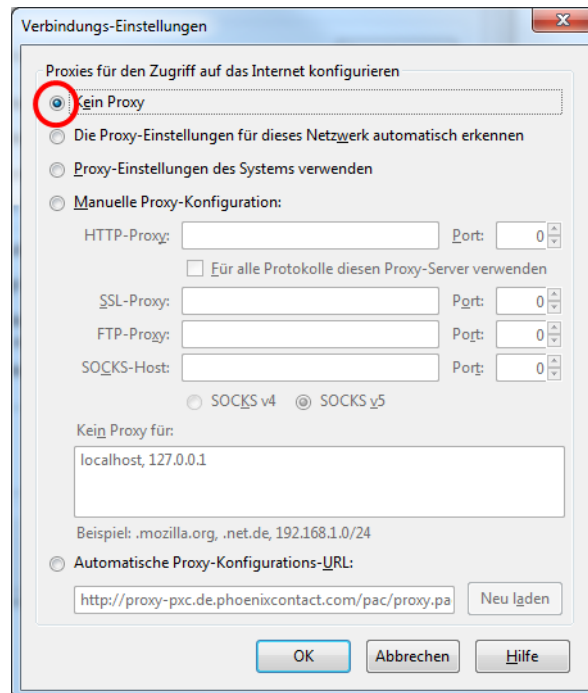 Verbindungs-Einstellungen
Proxies für den Zugriff auf das Internet konfigurieren
Kein Proxy
Die Proxy-Einstellungen für dieses Netzwerk automatisch erkennen
Proxy-Einstellungen des Systems verwenden
Manuelle Proxy-Konfiguration:
HTTP-Proxy: Port: 0
Für alle Protokolle diesen Proxy-Server verwenden
SSL-Proxy: Port: 0
FTP-Proxy: Port: 0
SOCKS-Host: Port: 0
SOCKS v4 SOCKS v5
Kein Proxy für:
localhost, 127.0.0.1
Beispiel: .mozilla.org, .net.de, 192.168.1.0/24
Automatische Proxy-Konfigurations-URL:
http://proxy-pxc.de.phoenixcontact.com/pac/proxy.pa Neu laden
OK Abbrechen Hilfe